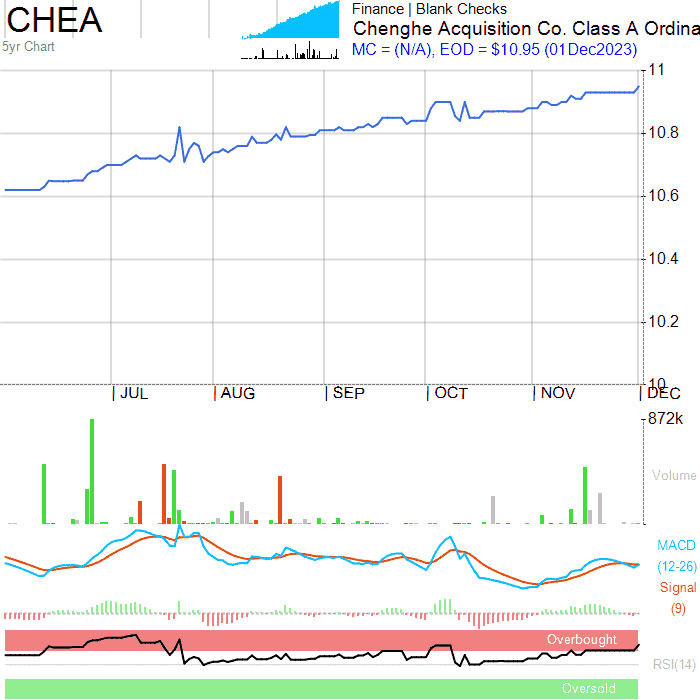 CHEA
5yr Chart
Finance | Blank Checks
Chenghe Acquisition Co. Class A Ordina
MC = (N/A), EOD = $10.95 (01Dec2023)
11
10.8
10.6
10.4
10.2
10
JUL AUG SEP OCT NOV DEC
872k
Volume
MACD
(12-26)
Signal
(9)
Overbought
RSI(14)
Oversold